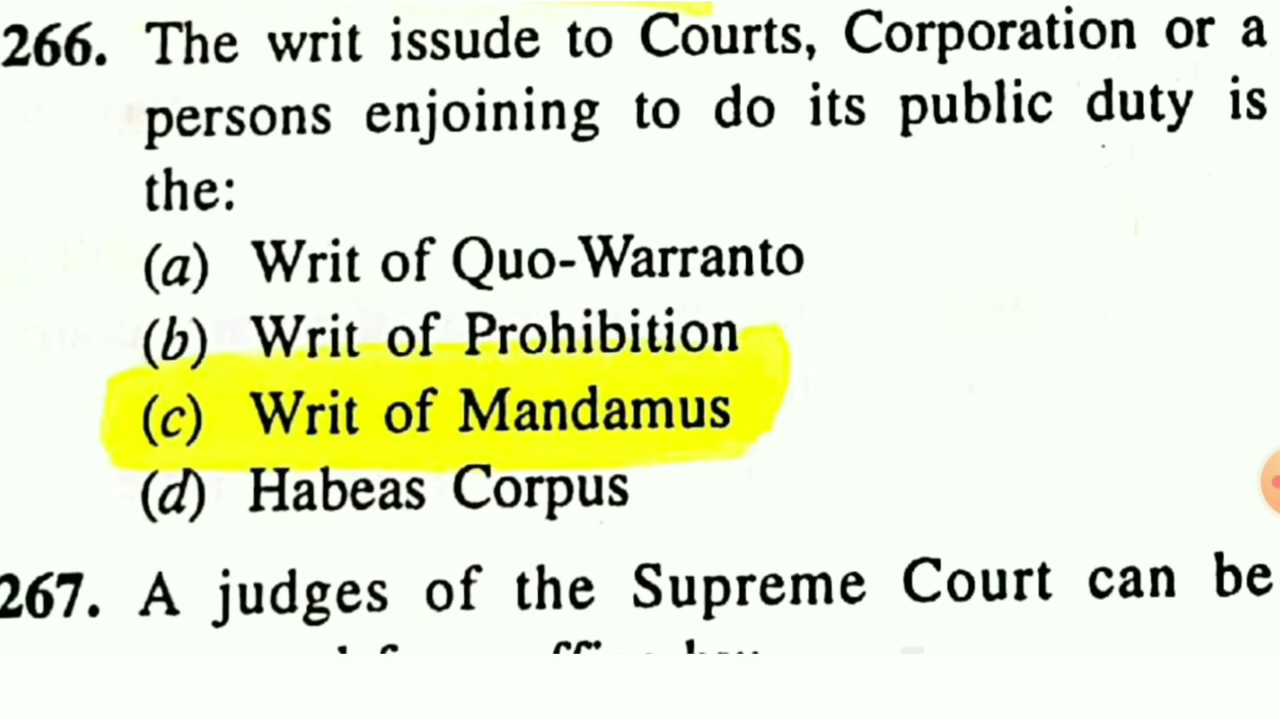 266. The writ issude to Courts, Corporation or a
persons enjoining to do its public duty is
the:
(a) Writ of Quo-Warranto
(b) Writ of Prohibition
(c) Writ of Mandamus
(d) Habeas Corpus
267. A judges of the Supreme Court can be